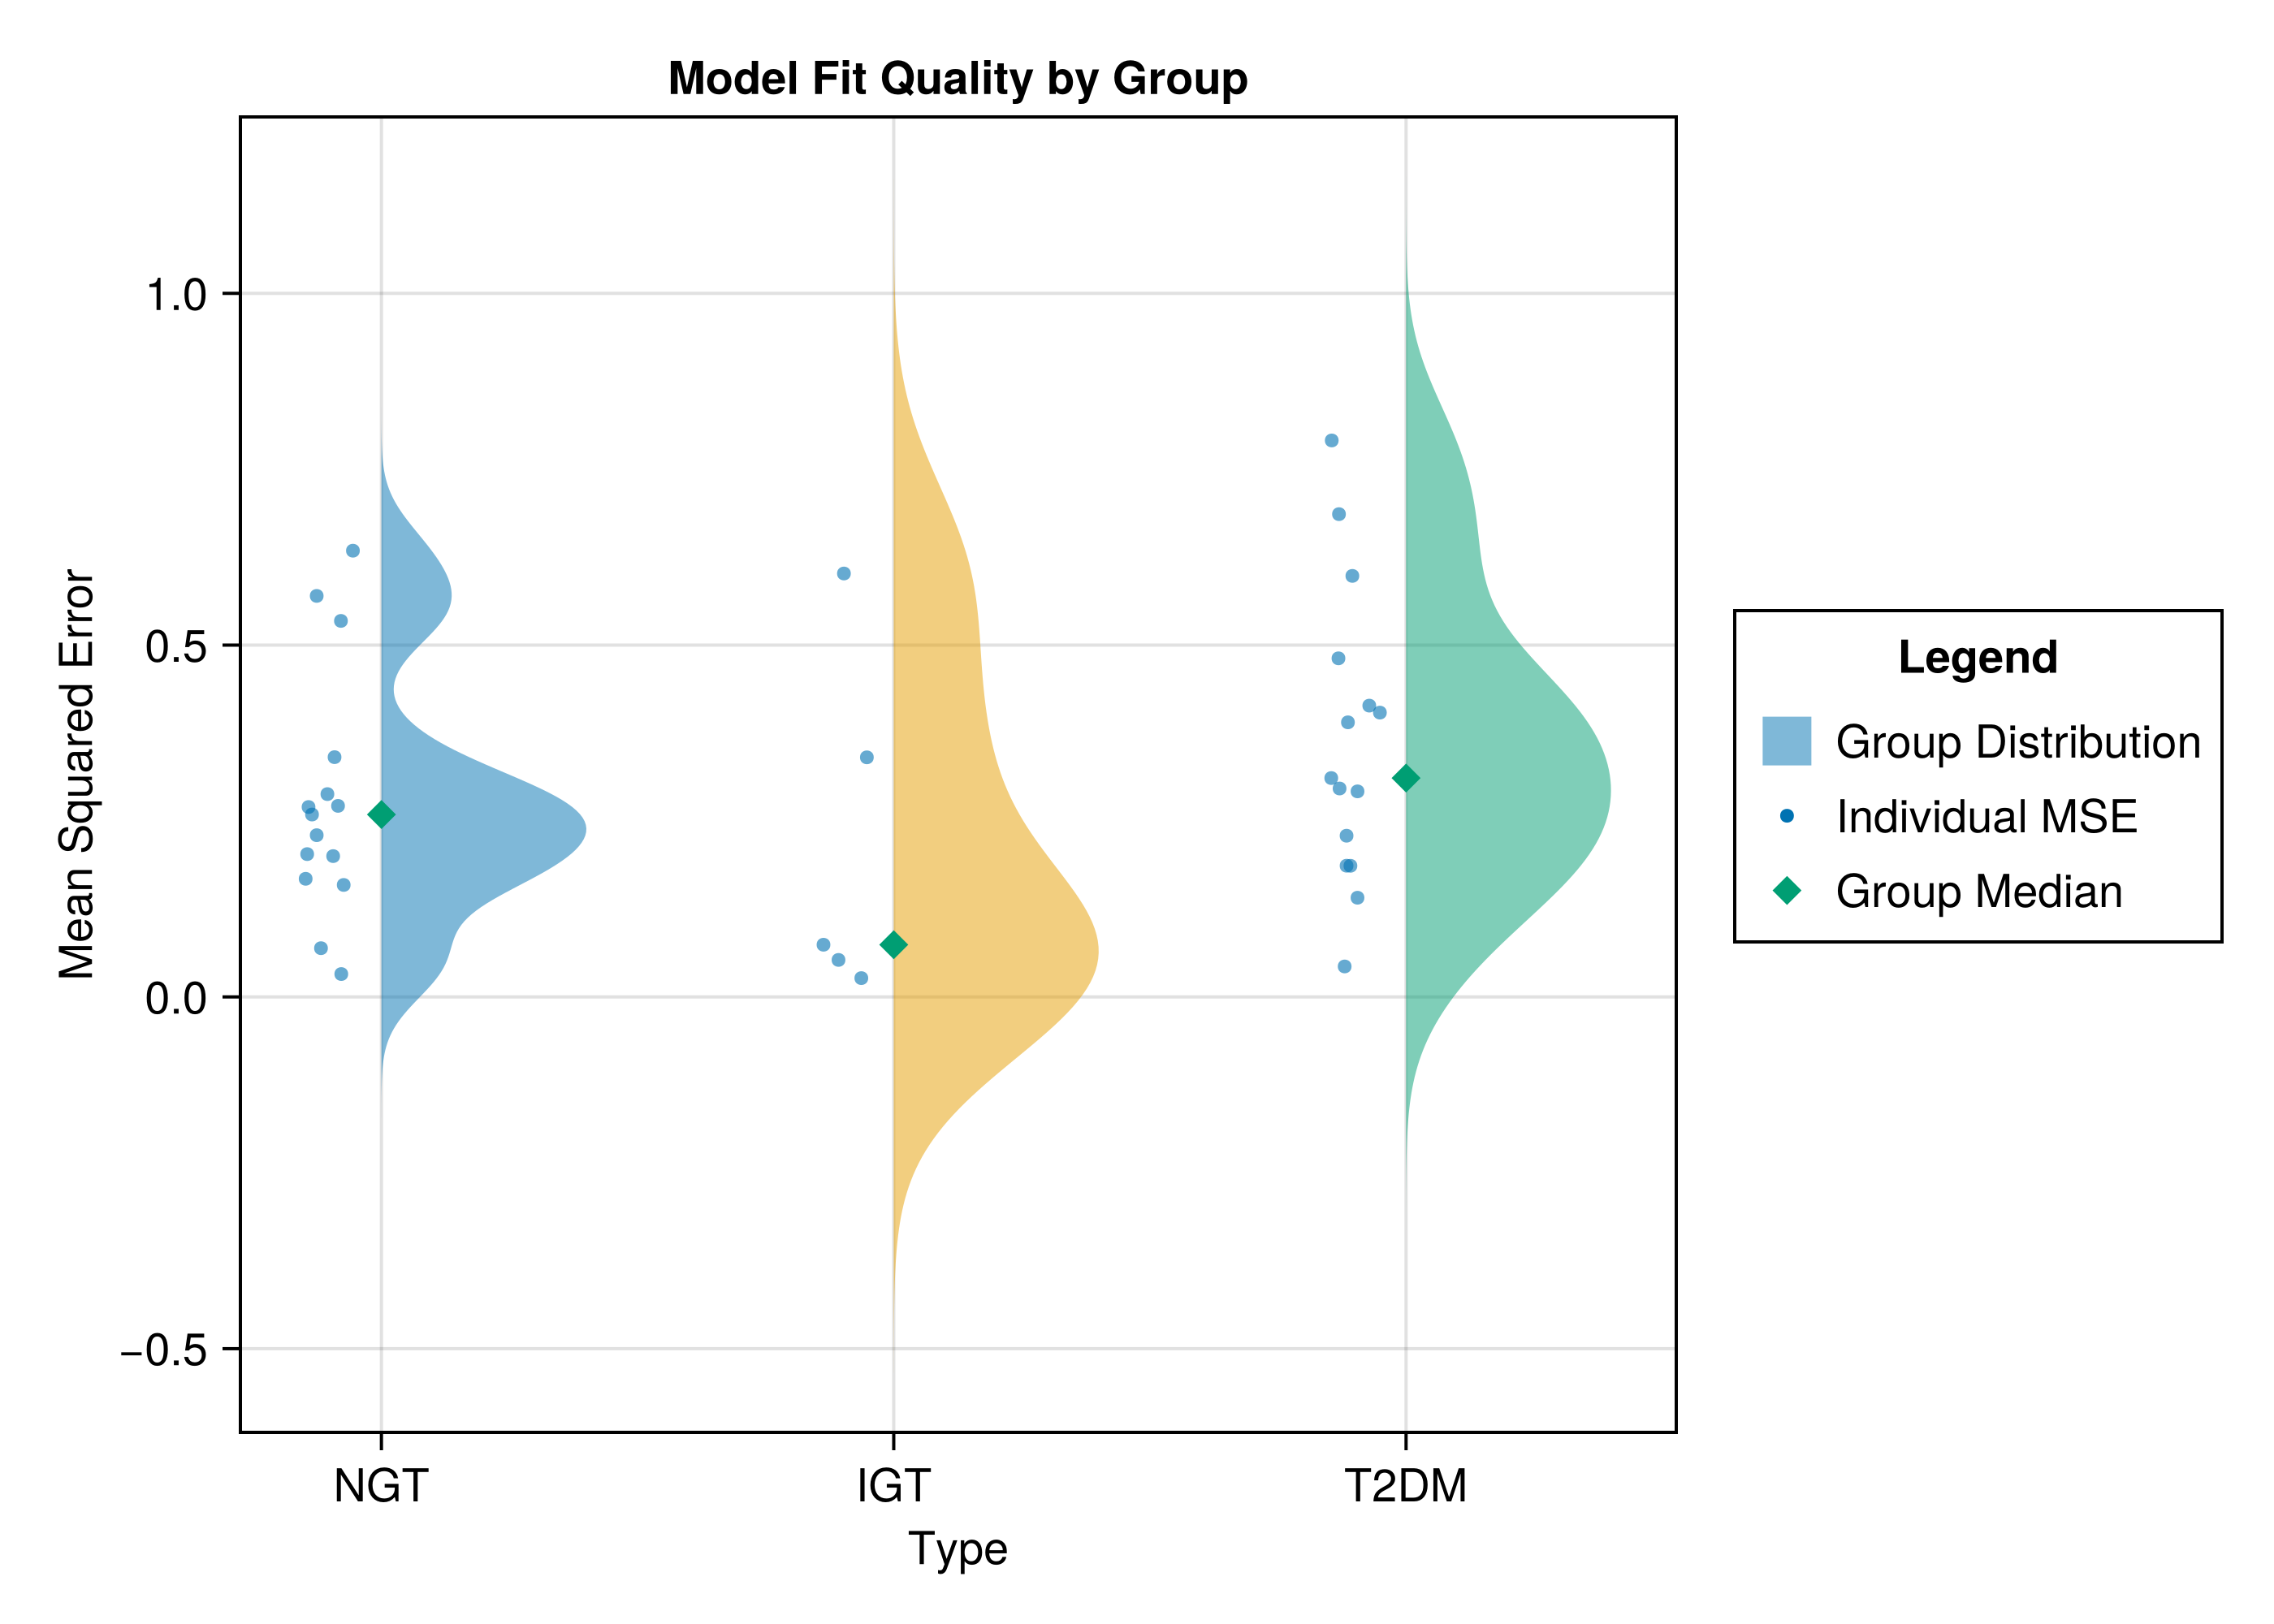 Model Fit Quality by Group
Mean Squared Error
1.0
0.5
0.0
−0.5
NGT
IGT
T2DM
Type
Legend
Group Distribution
Individual MSE
Group Median